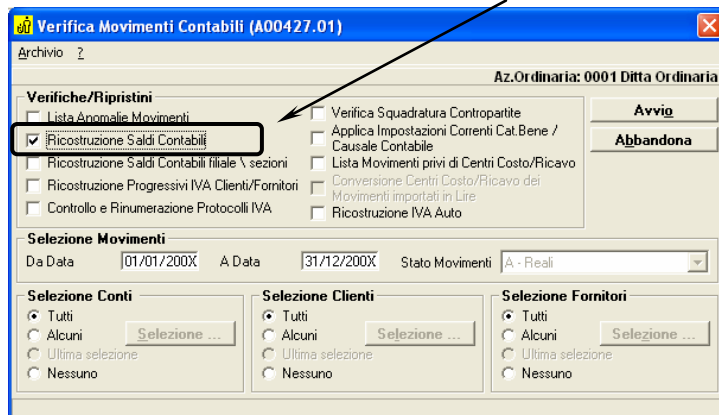 Verifica Movimenti Contabili (A00427.01)
Archivio ?
Az.Ordinaria: 0001 Ditta Ordinaria
Verifiche/Ripristini
Lista Anomalie Movimenti
Ricostruzione Saldi Contabili
Ricostruzione Saldi Contabili filiale \ sezioni
Ricostruzione Progressivi IVA Clienti/Fornitori
Controllo e Rinumerazione Protocolli IVA
Verifica Squadratura Contropartite
Applica Impostazioni Correnti Cat.Bene /
Causale Contabile
Lista Movimenti privi di Centri Costo/Ricavo
Conversione Centri Costo/Ricavo dei
Movimenti importati in Lire
Ricostruzione IVA Auto
Avvio
Abbandona
Selezione Movimenti
Da Data 01/01/200X A Data 31/12/200X Stato Movimenti A - Reali
Selezione Conti
Tutti
Alcuni Selezione ...
Ultima selezione
Nessuno
Selezione Clienti
Tutti
Alcuni Selezione ...
Ultima selezione
Nessuno
Selezione Fornitori
Tutti
Alcuni Selezione ...
Ultima selezione
Nessuno